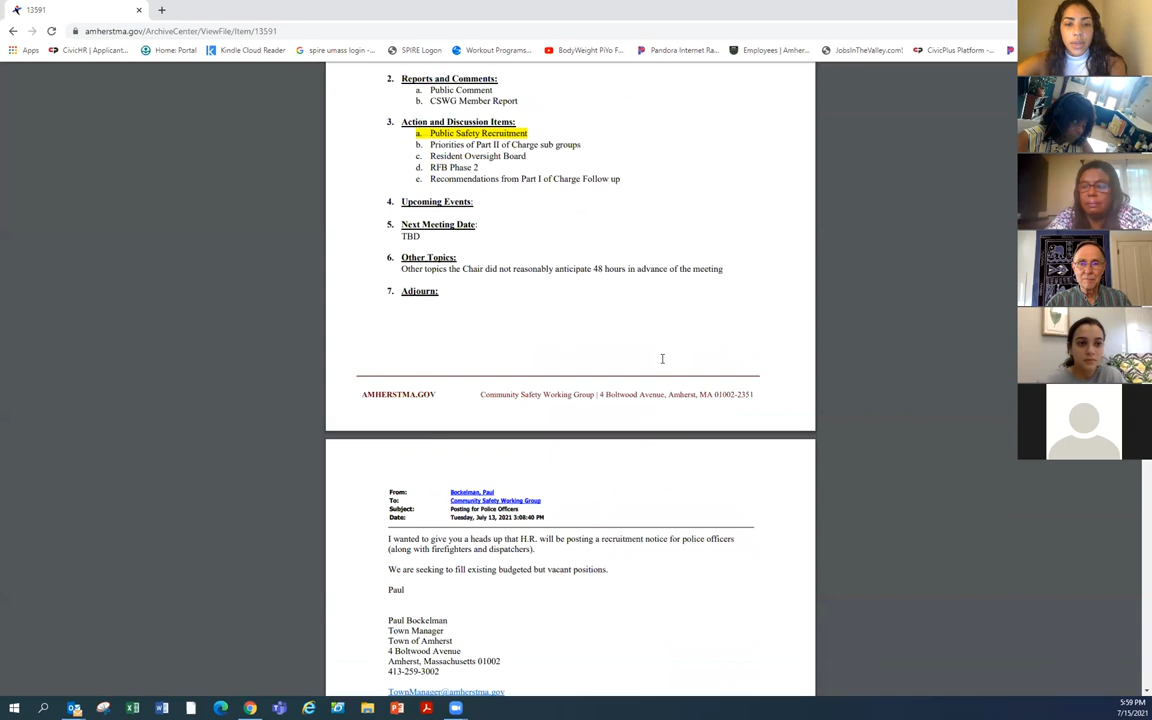 13591
amherstma.gov/ArchiveCenter/ViewFile/Item/13591
Apps
CivicHR | Applicant...
Home: Portal
Kindle Cloud Reader
spire umass login -...
SPIRE Logon
Workout Programs...
BodyWeight PiYo F...
Pandora Internet Ra...
Employees | Amher...
JobsInTheValley.com!
CivicPlus Platform -...
2. Reports and Comments:
a. Public Comment
b. CSWG Member Report
3. Action and Discussion Items:
a. Public Safety Recruitment
b. Priorities of Part II of Charge sub groups
c. Resident Oversight Board
d. RFB Phase 2
e. Recommendations from Part I of Charge Follow up
4. Upcoming Events:
5. Next Meeting Date:
TBD
6. Other Topics:
Other topics the Chair did not reasonably anticipate 48 hours in advance of the meeting
7. Adjourn:
AMHERSTMA.GOV
Community Safety Working Group | 4 Boltwood Avenue, Amherst, MA 01002-2351
From: Bockelman, Paul
To: Community Safety Working Group
Subject: Posting for Police Officers
Date: Tuesday, July 13, 2021 3:08:40 PM
I wanted to give you a heads up that H.R. will be posting a recruitment notice for police officers
(along with firefighters and dispatchers).
We are seeking to fill existing budgeted but vacant positions.
Paul
Paul Bockelman
Town Manager
Town of Amherst
4 Boltwood Avenue
Amherst, Massachusetts 01002
413-259-3002
TownManager@amherstma.gov
5:59 PM
7/15/2021